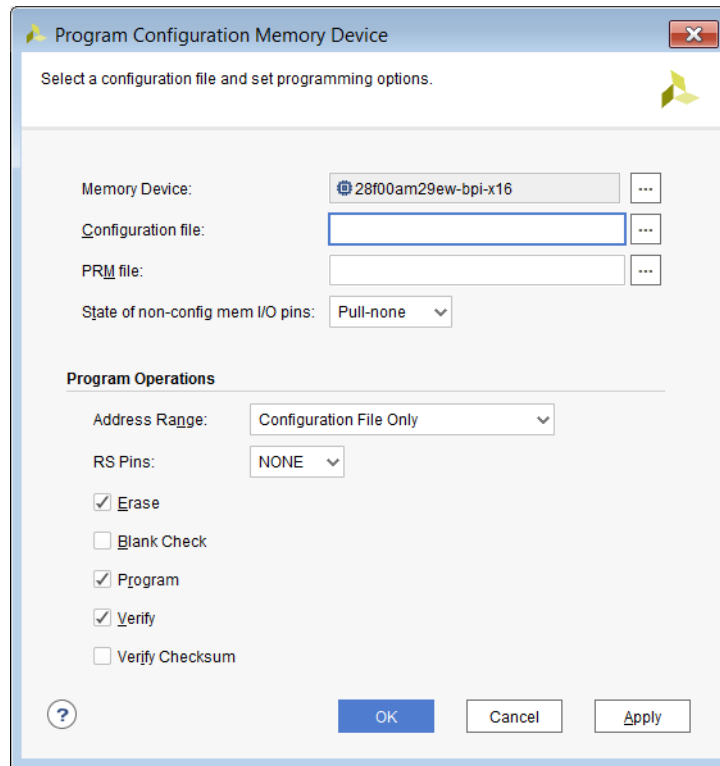 Program Configuration Memory Device
Select a configuration file and set programming options.
Memory Device: 28f00am29ew-bpi-x16 ...
Configuration file: ...
PRM file: ...
State of non-config mem I/O pins: Pull-none
Program Operations
Address Range: Configuration File Only
RS Pins: NONE
Erase
Blank Check
Program
Verify
Verify Checksum
? OK Cancel Apply